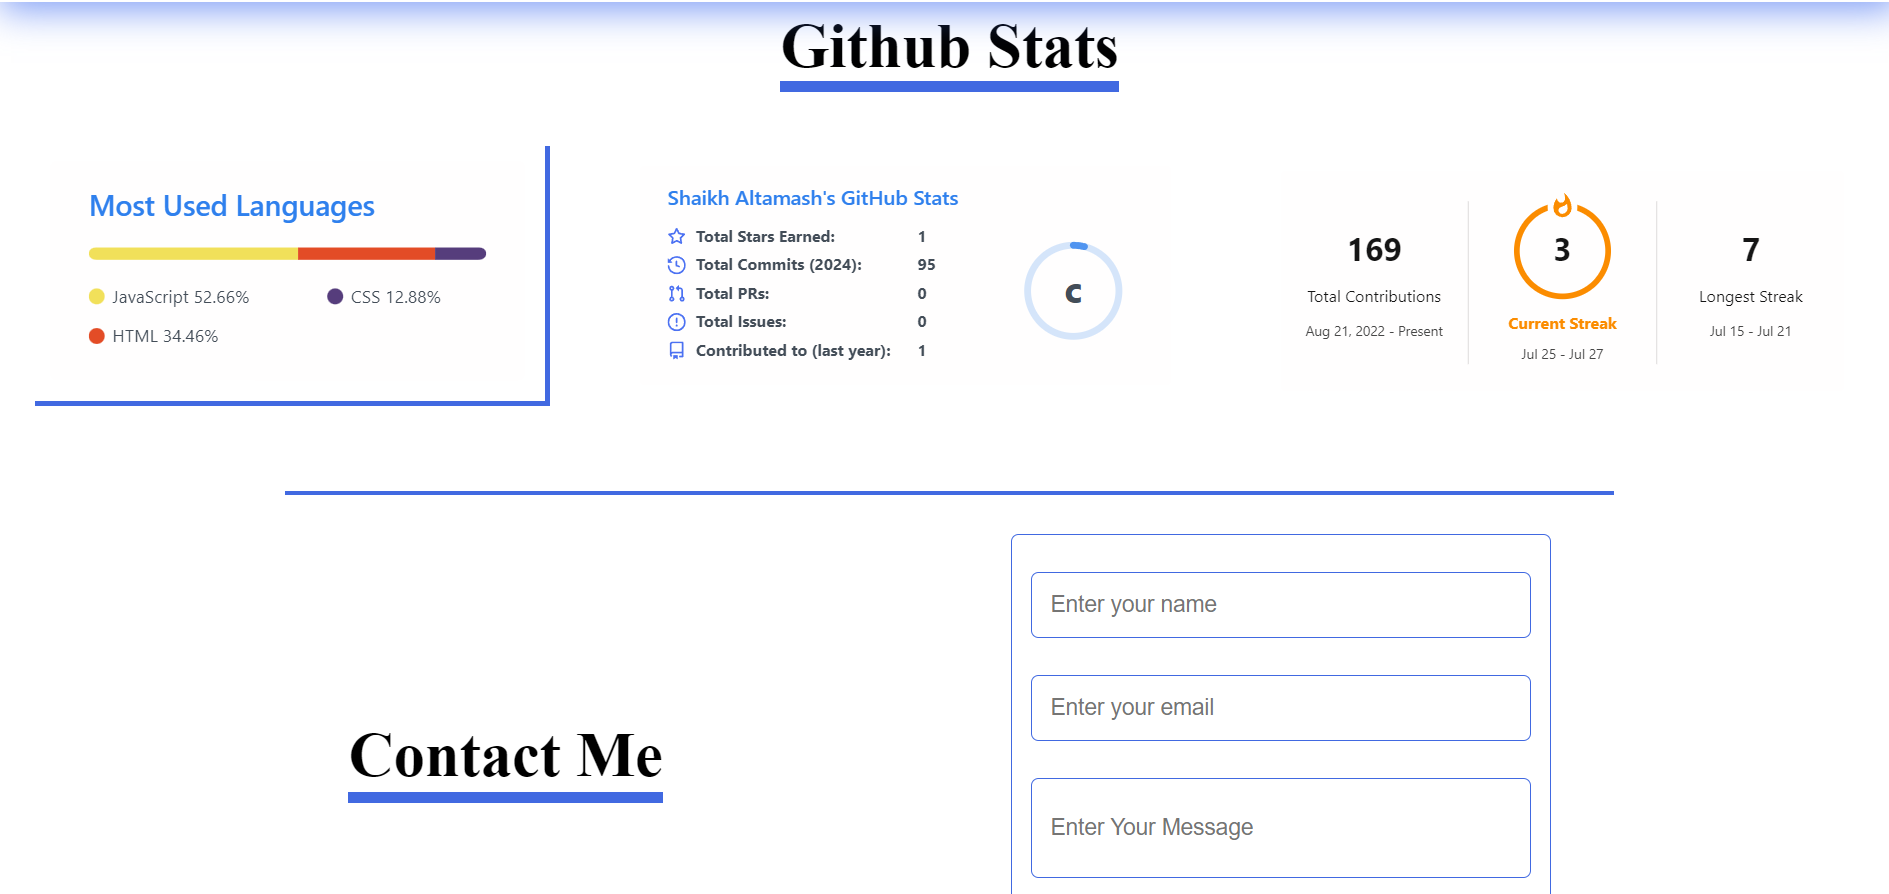 Github Stats
Most Used Languages
JavaScript 52.66%
CSS 12.88%
HTML 34.46%
Shaikh Altamash's GitHub Stats
Total Stars Earned: 1
Total Commits (2024): 95
Total PRs: 0
Total Issues: 0
Contributed to (last year): 1
C
169
Total Contributions
Aug 21, 2022 - Present
3
Current Streak
Jul 25 - Jul 27
7
Longest Streak
Jul 15 - Jul 21
Contact Me
Enter your name
Enter your email
Enter Your Message